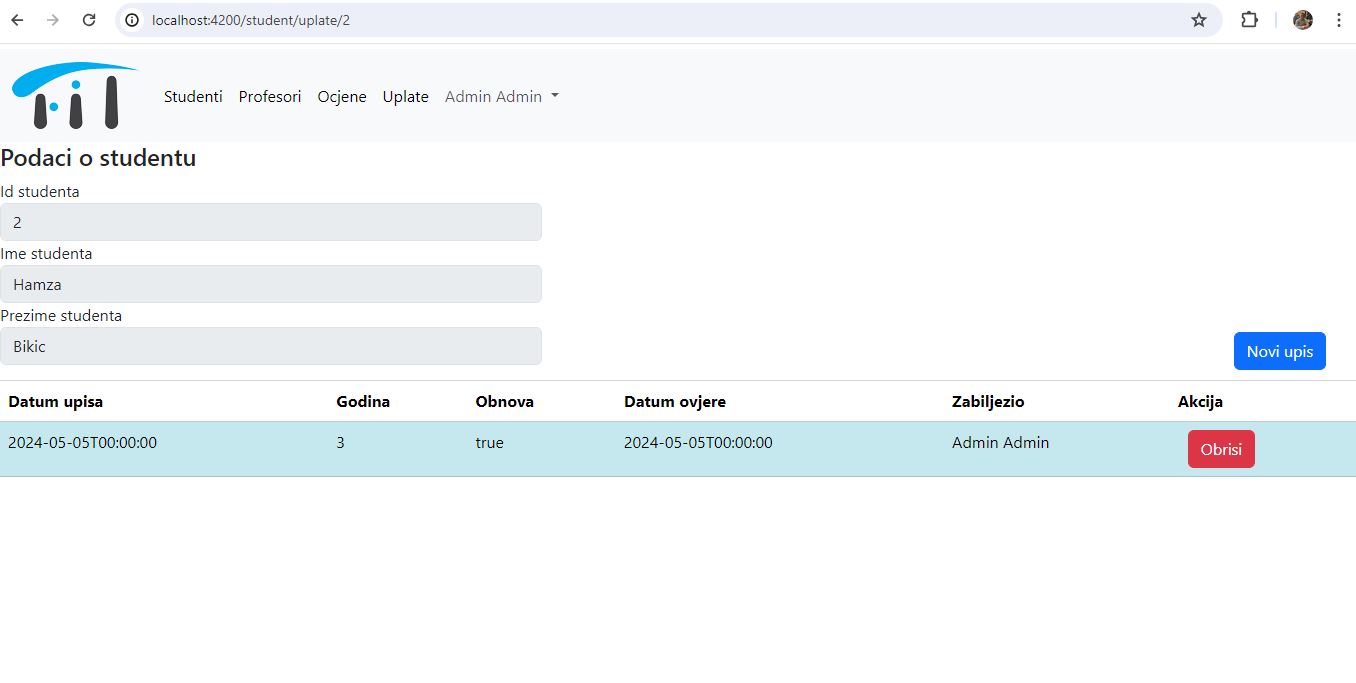 localhost:4200/student/uplate/2
Studenti Profesori Ocjene Uplate Admin Admin
Podaci o studentu
Id studenta
2
Ime studenta
Hamza
Prezime studenta
Bikic
Novi upis
Datum upisa Godina Obnova Datum ovjere Zabiljezio Akcija
2024-05-05T00:00:00 3 true 2024-05-05T00:00:00 Admin Admin Obrisi